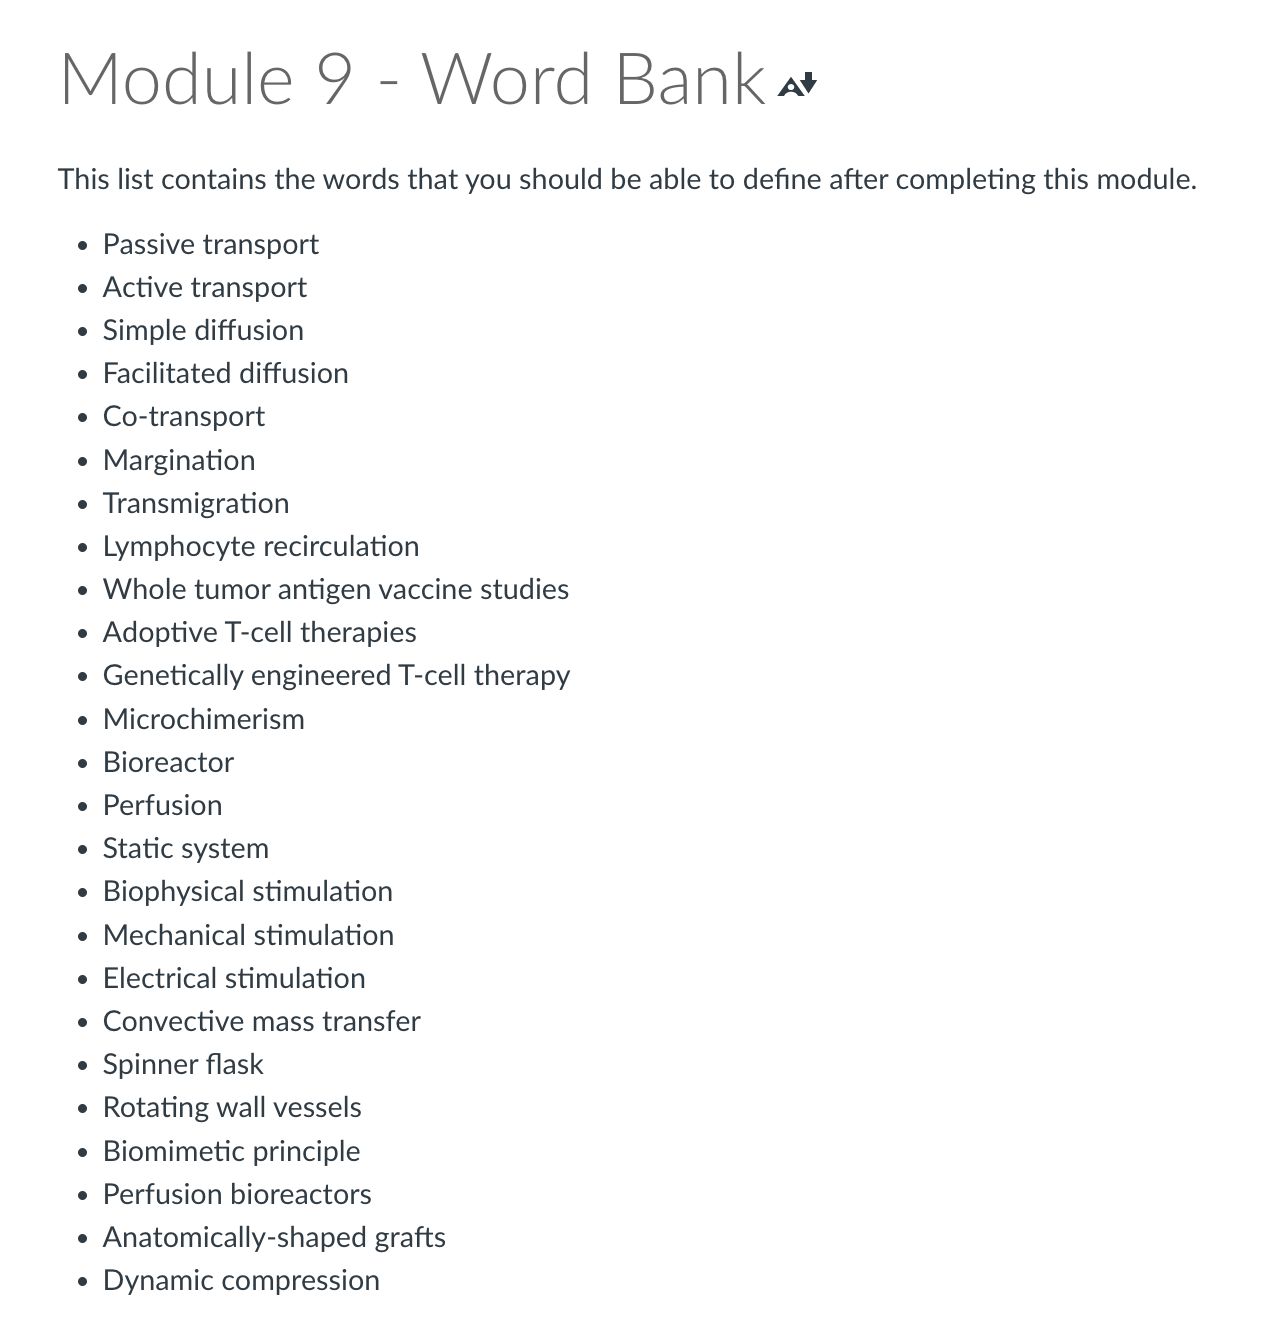 Module 9 - Word Bank
This list contains the words that you should be able to define after completing this module.
• Passive transport
• Active transport
• Simple diffusion
• Facilitated diffusion
• Co-transport
• Margination
• Transmigration
• Lymphocyte recirculation
• Whole tumor antigen vaccine studies
• Adoptive T-cell therapies
• Genetically engineered T-cell therapy
• Microchimerism
• Bioreactor
• Perfusion
• Static system
• Biophysical stimulation
• Mechanical stimulation
• Electrical stimulation
• Convective mass transfer
• Spinner flask
• Rotating wall vessels
• Biomimetic principle
• Perfusion bioreactors
• Anatomically-shaped grafts
• Dynamic compression